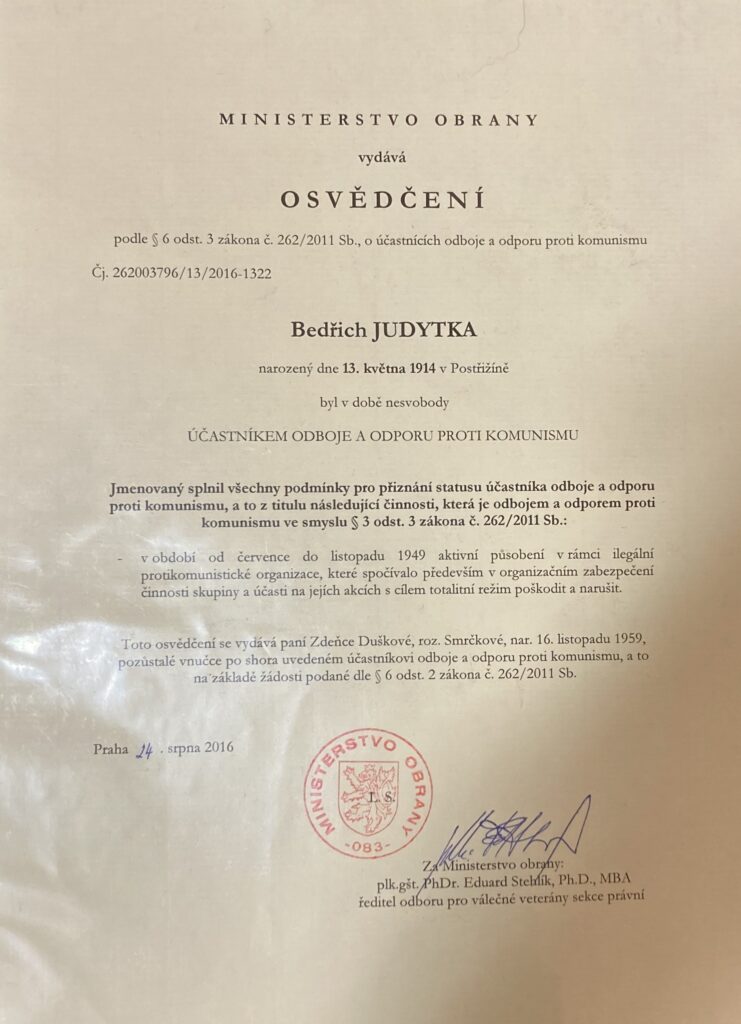 MINISTERSTVO OBRANY
vydává
OSVĚDČENÍ
podle § 6 odst. 3 zákona č. 262/2011 Sb., o účastnících odboje a odporu proti komunismu
Čj. 262003796/13/2016-1322
Bedřich JUDYTKA
narozený dne 13. května 1914 v Postřižíně
byl v době nesvobody
ÚČASTNÍKEM ODBOJE A ODPORU PROTI KOMUNISMU
Jmenovaný splnil všechny podmínky pro přiznání statusu účastníka odboje a odporu
proti komunismu, a to z titulu následující činnosti, která je odbojem a odporem proti
komunismu ve smyslu § 3 odst. 3 zákona č. 262/2011 Sb.:
- v období od července do listopadu 1949 aktivní působení v rámci ilegální
protikomunistické organizace, které spočívalo především v organizačním zabezpečení
činnosti skupiny a účasti na jejích akcích s cílem totalitní režim poškodit a narušit.
Toto osvědčení se vydává paní Zdeňce Duškové, roz. Smrčkové, nar. 16. listopadu 1959,
pozůstalé vnučce po shora uvedeném účastníkovi odboje a odporu proti komunismu, a to
na základě žádosti podané dle § 6 odst. 2 zákona č. 262/2011 Sb.
Praha 24. srpna 2016
MINISTERSTVO OBRANY
L. S.
-083-
Za Ministerstvo obrany:
plk.gšt. PhDr. Eduard Stehlík, Ph.D., MBA
ředitel odboru pro válečné veterány sekce právní